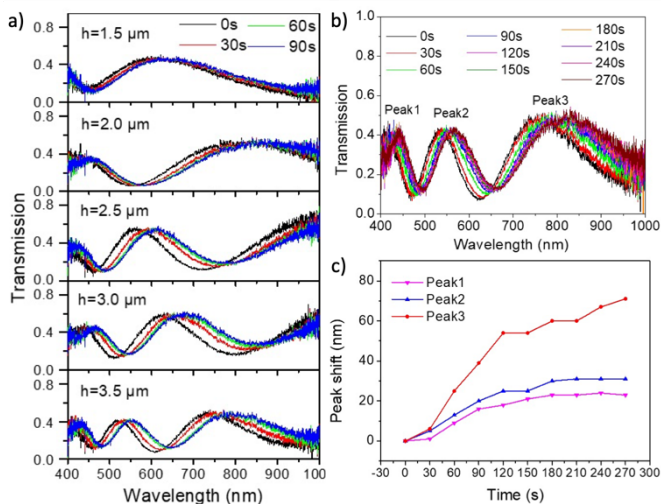 a)
0s 60s
30s 90s
h=1.5 µm
0.8
0.4
0.0
h=2.0 µm
0.8
0.4
0.0
h=2.5 µm
0.8
0.4
0.0
h=3.0 µm
0.8
0.4
0.0
h=3.5 µm
0.8
0.4
0.0
Transmission
400 500 600 700 800 900 1000
Wavelength (nm)
b)
0s 90s 180s
30s 120s 210s
60s 150s 240s
270s
Peak1 Peak2 Peak3
1.0
0.8
0.6
0.4
0.2
0.0
Transmission
400 500 600 700 800 900 1000
Wavelength (nm)
c)
Peak1
Peak2
Peak3
80
60
40
20
0
Peak shift (nm)
-30 0 30 60 90 120 150 180 210 240 270 300
Time (s)